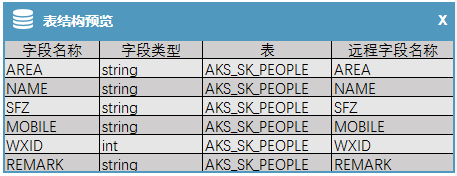 表结构预览 X
字段名称 字段类型 表 远程字段名称
AREA string AKS_SK_PEOPLE AREA
NAME string AKS_SK_PEOPLE NAME
SFZ string AKS_SK_PEOPLE SFZ
MOBILE string AKS_SK_PEOPLE MOBILE
WXID int AKS_SK_PEOPLE WXID
REMARK string AKS_SK_PEOPLE REMARK